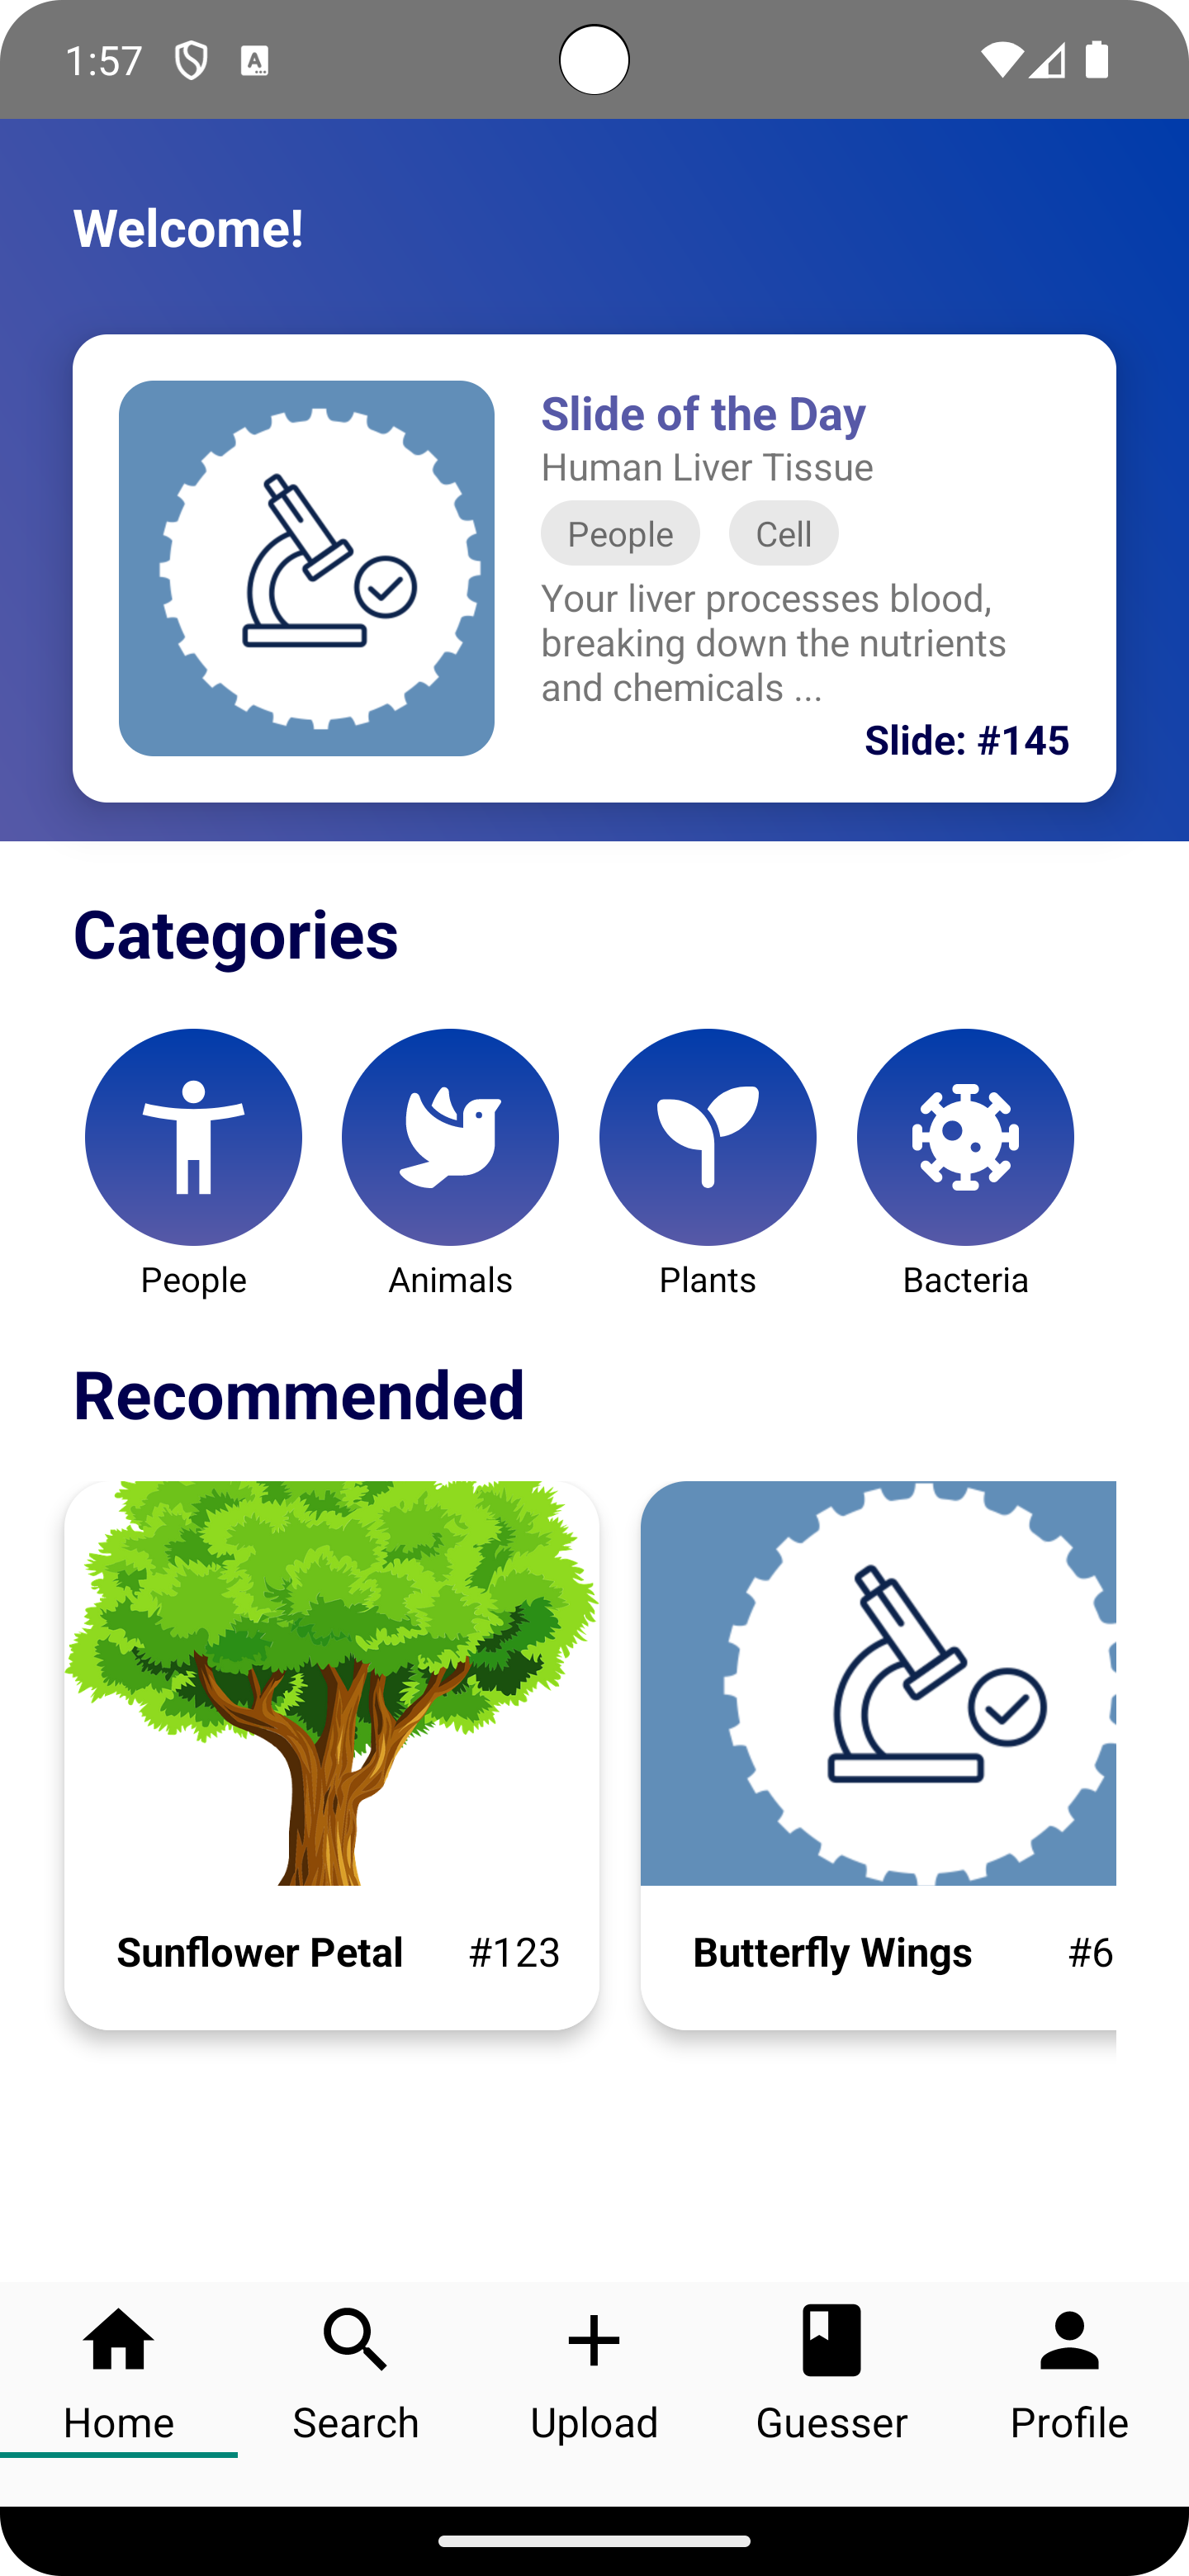 1:57
Welcome!
Slide of the Day
Human Liver Tissue
People Cell
Your liver processes blood,
breaking down the nutrients
and chemicals ...
Slide: #145
Categories
People Animals Plants Bacteria
Recommended
Sunflower Petal #123 Butterfly Wings #6
Home Search Upload Guesser Profile